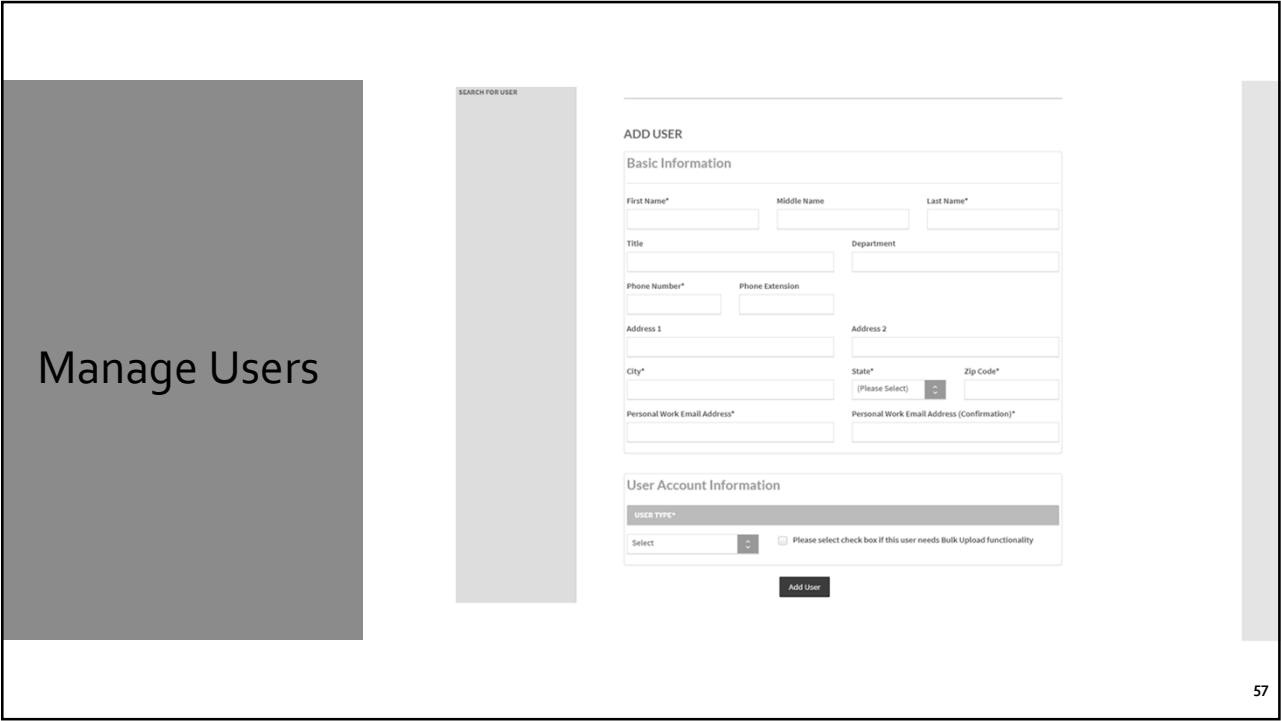 Manage Users
SEARCH FOR USER
ADD USER
Basic Information
First Name* Middle Name Last Name*
Title Department
Phone Number* Phone Extension
Address 1 Address 2
City* State* Zip Code*
(Please Select)
Personal Work Email Address* Personal Work Email Address (Confirmation)*
User Account Information
USER TYPE*
Select Please select check box if this user needs Bulk Upload functionality
Add User
57